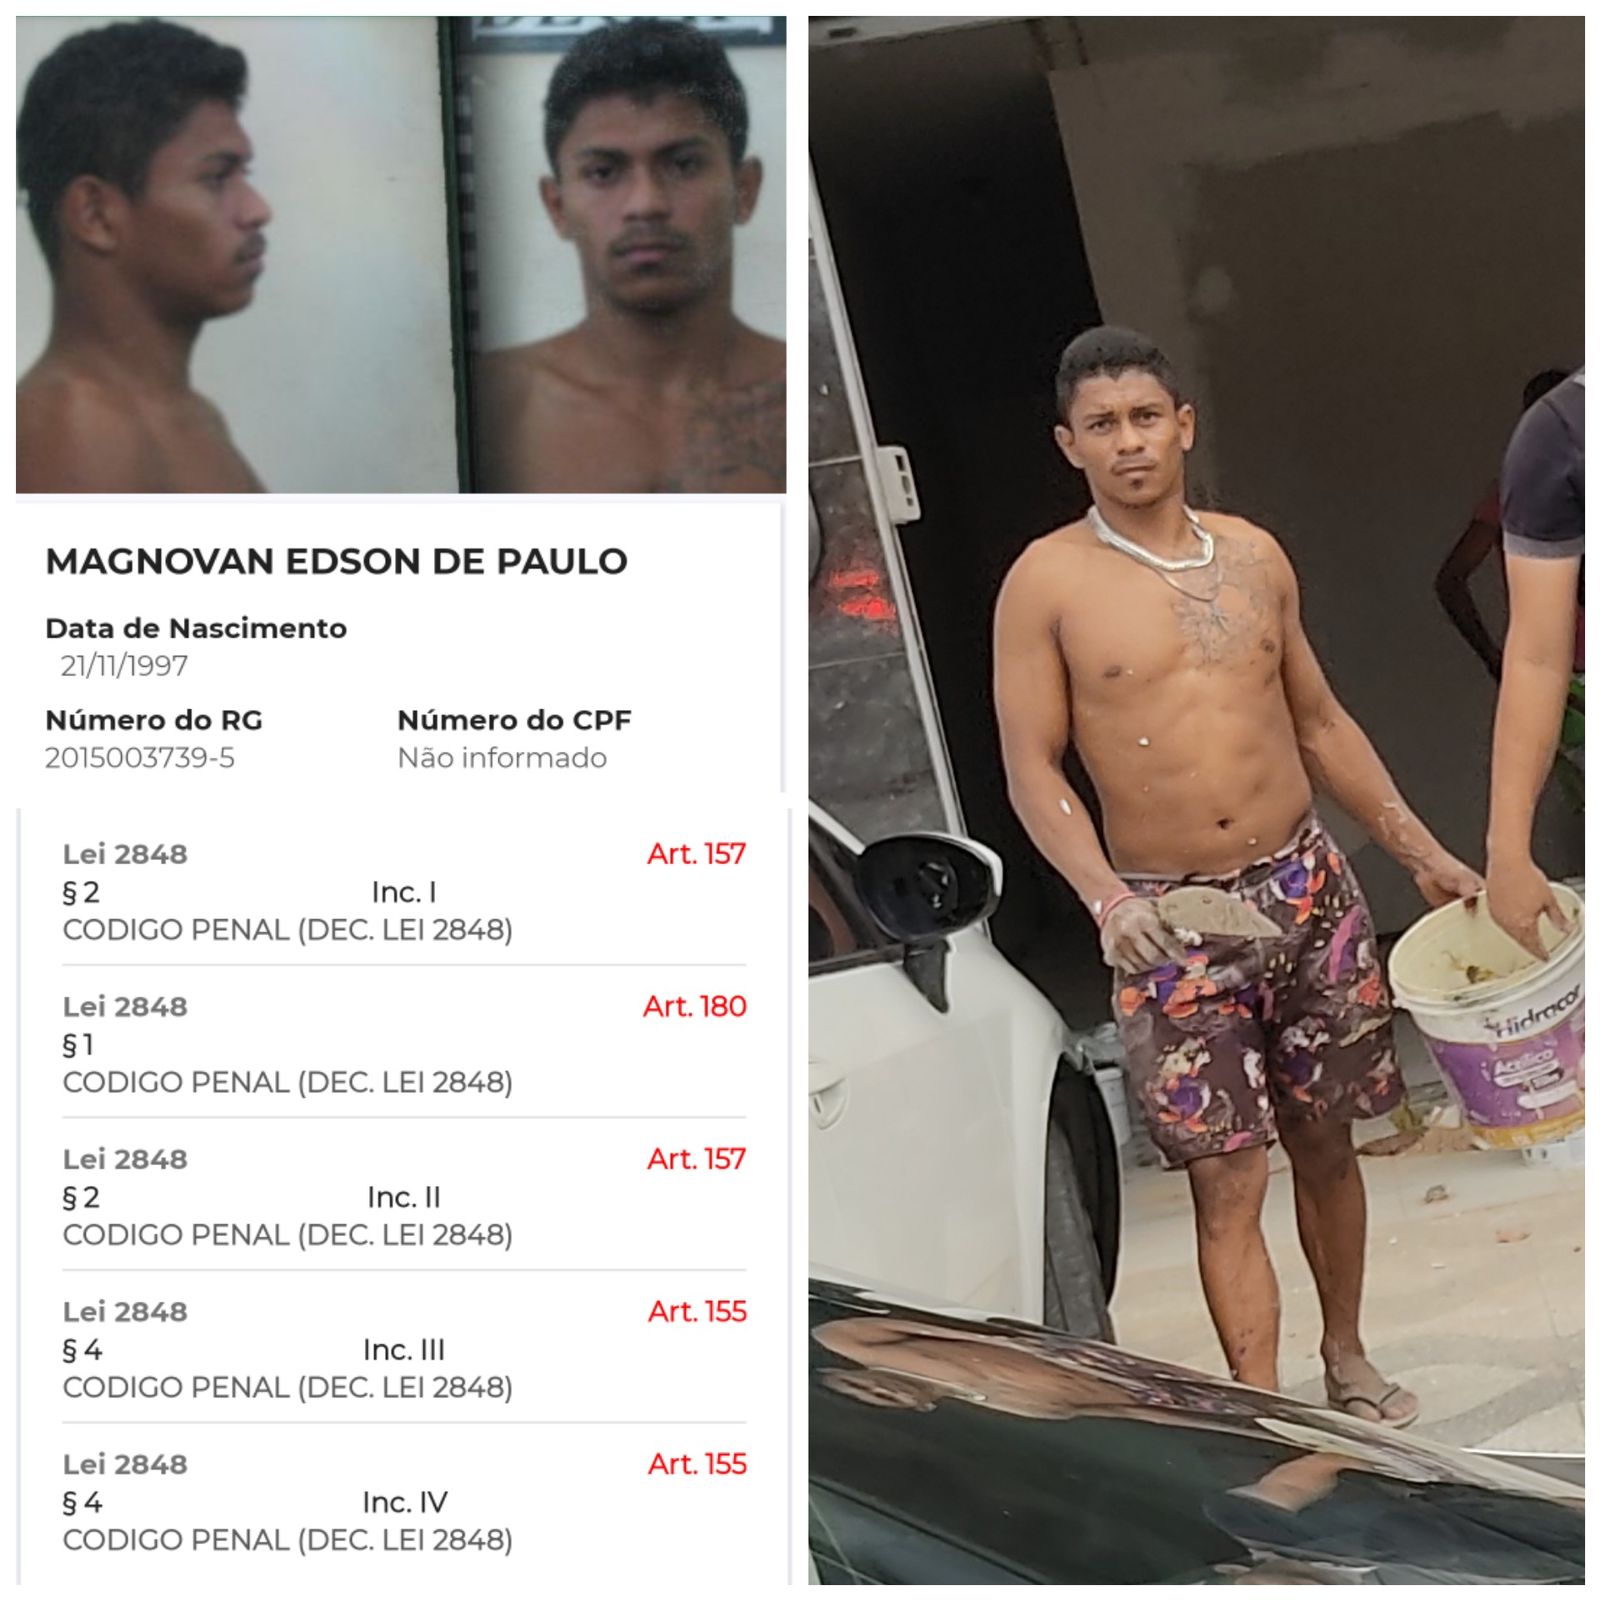 MAGNOVAN EDSON DE PAULO
Data de Nascimento
21/11/1997
Número do RG Número do CPF
2015003739-5 Não informado
Lei 2848 Art. 157
§ 2 Inc. I
CODIGO PENAL (DEC. LEI 2848)
Lei 2848 Art. 180
§ 1
CODIGO PENAL (DEC. LEI 2848)
Lei 2848 Art. 157
§ 2 Inc. II
CODIGO PENAL (DEC. LEI 2848)
Lei 2848 Art. 155
§ 4 Inc. III
CODIGO PENAL (DEC. LEI 2848)
Lei 2848 Art. 155
§ 4 Inc. IV
CODIGO PENAL (DEC. LEI 2848)
Hidracor
Acrílico